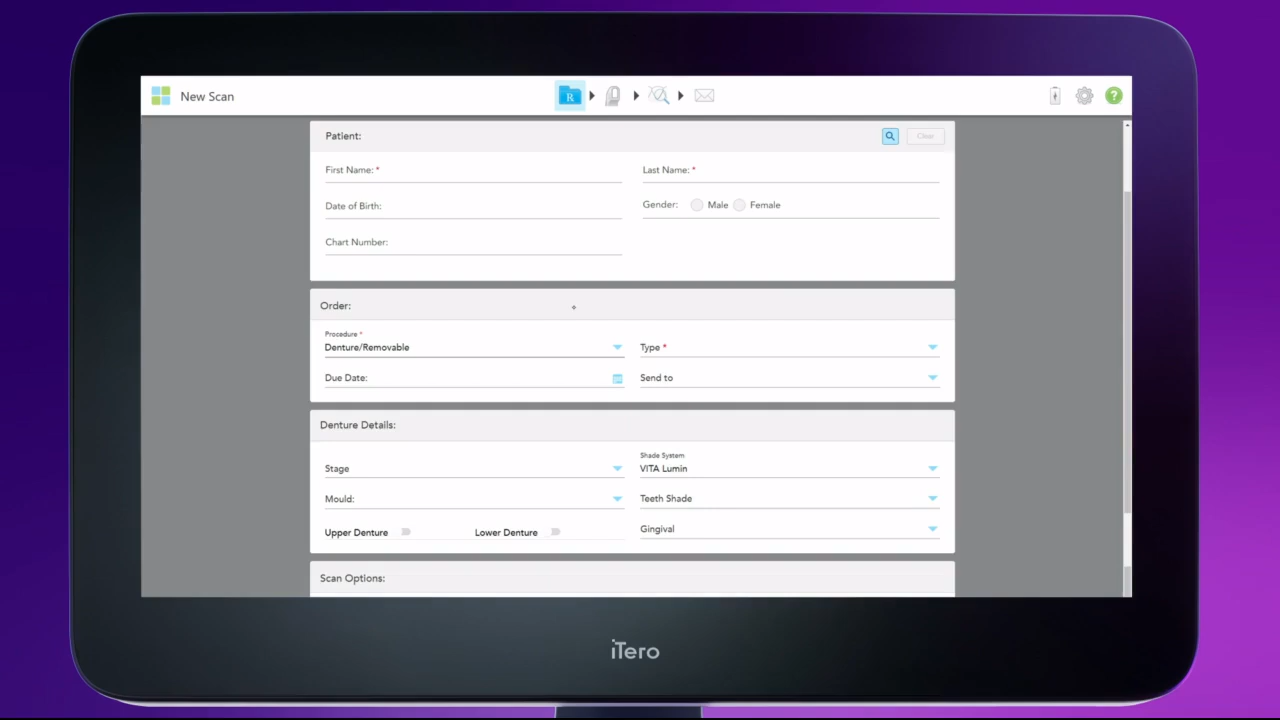 New Scan
R
Patient:
Clear
First Name: *
Last Name: *
Date of Birth:
Gender: Male Female
Chart Number:
Order:
Procedure *
Denture/Removable
Type *
Due Date:
Send to
Denture Details:
Stage
Shade System:
VITA Lumin
Mould:
Teeth Shade
Upper Denture
Lower Denture
Gingival
Scan Options:
iTero